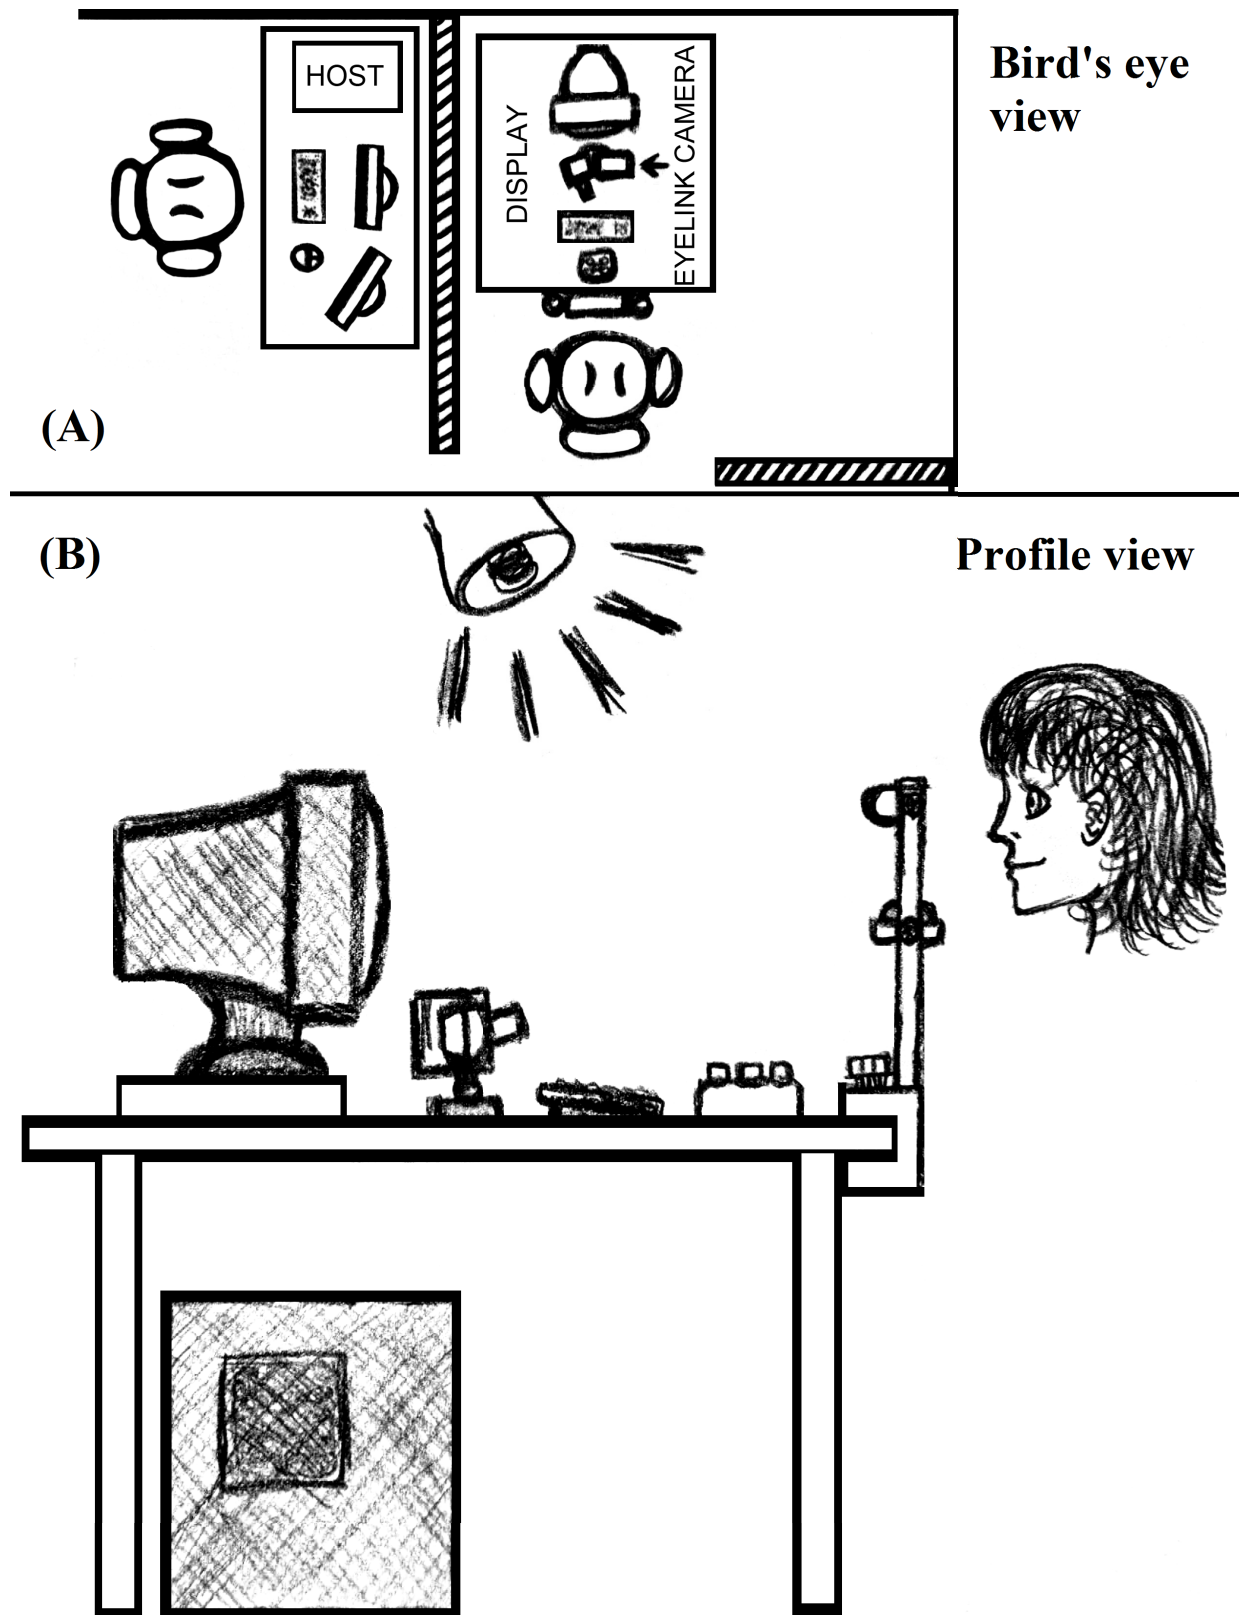 HOST
DISPLAY
EYELINK CAMERA
Bird's eye
view
(A)
(B)
Profile view